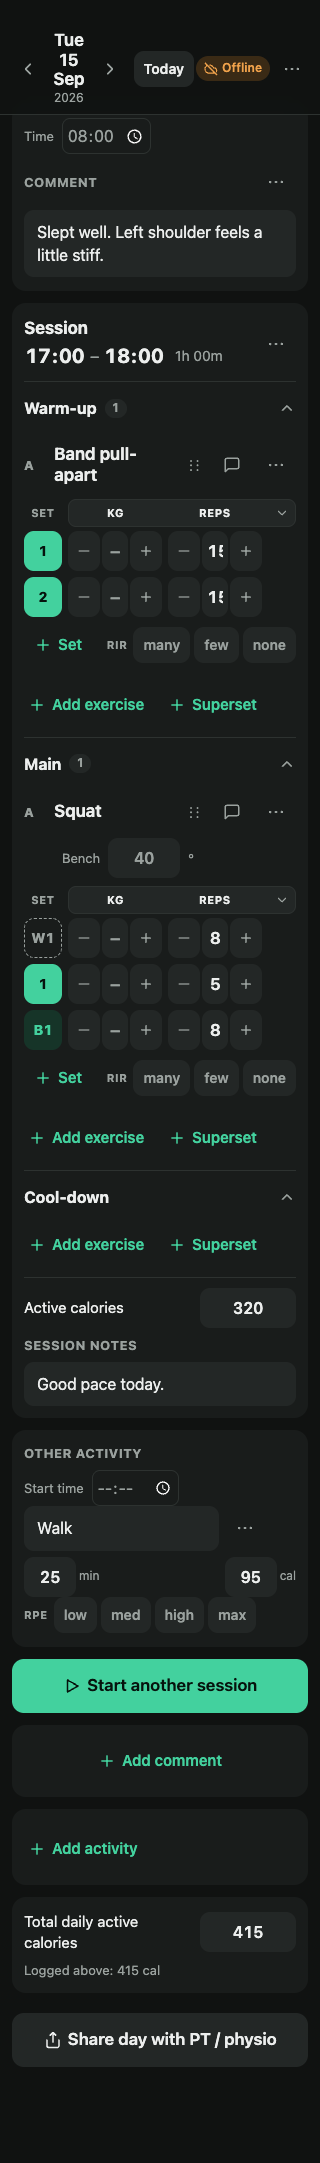 Tue
15
Sep
2026
Today
Offline
Time 08:00
COMMENT
Slept well. Left shoulder feels a
little stiff.
Session
17:00 – 18:00 1h 00m
Warm-up 1
A Band pull-
apart
SET KG REPS
1 − – + − 15 +
2 − – + − 15 +
+ Set RIR many few none
+ Add exercise + Superset
Main 1
A Squat
Bench 40 °
SET KG REPS
W1 − – + − 8 +
1 − – + − 5 +
B1 − – + − 8 +
+ Set RIR many few none
+ Add exercise + Superset
Cool-down
+ Add exercise + Superset
Active calories 320
SESSION NOTES
Good pace today.
OTHER ACTIVITY
Start time --:--
Walk
25 min 95 cal
RPE low med high max
Start another session
+ Add comment
+ Add activity
Total daily active
calories 415
Logged above: 415 cal
Share day with PT / physio